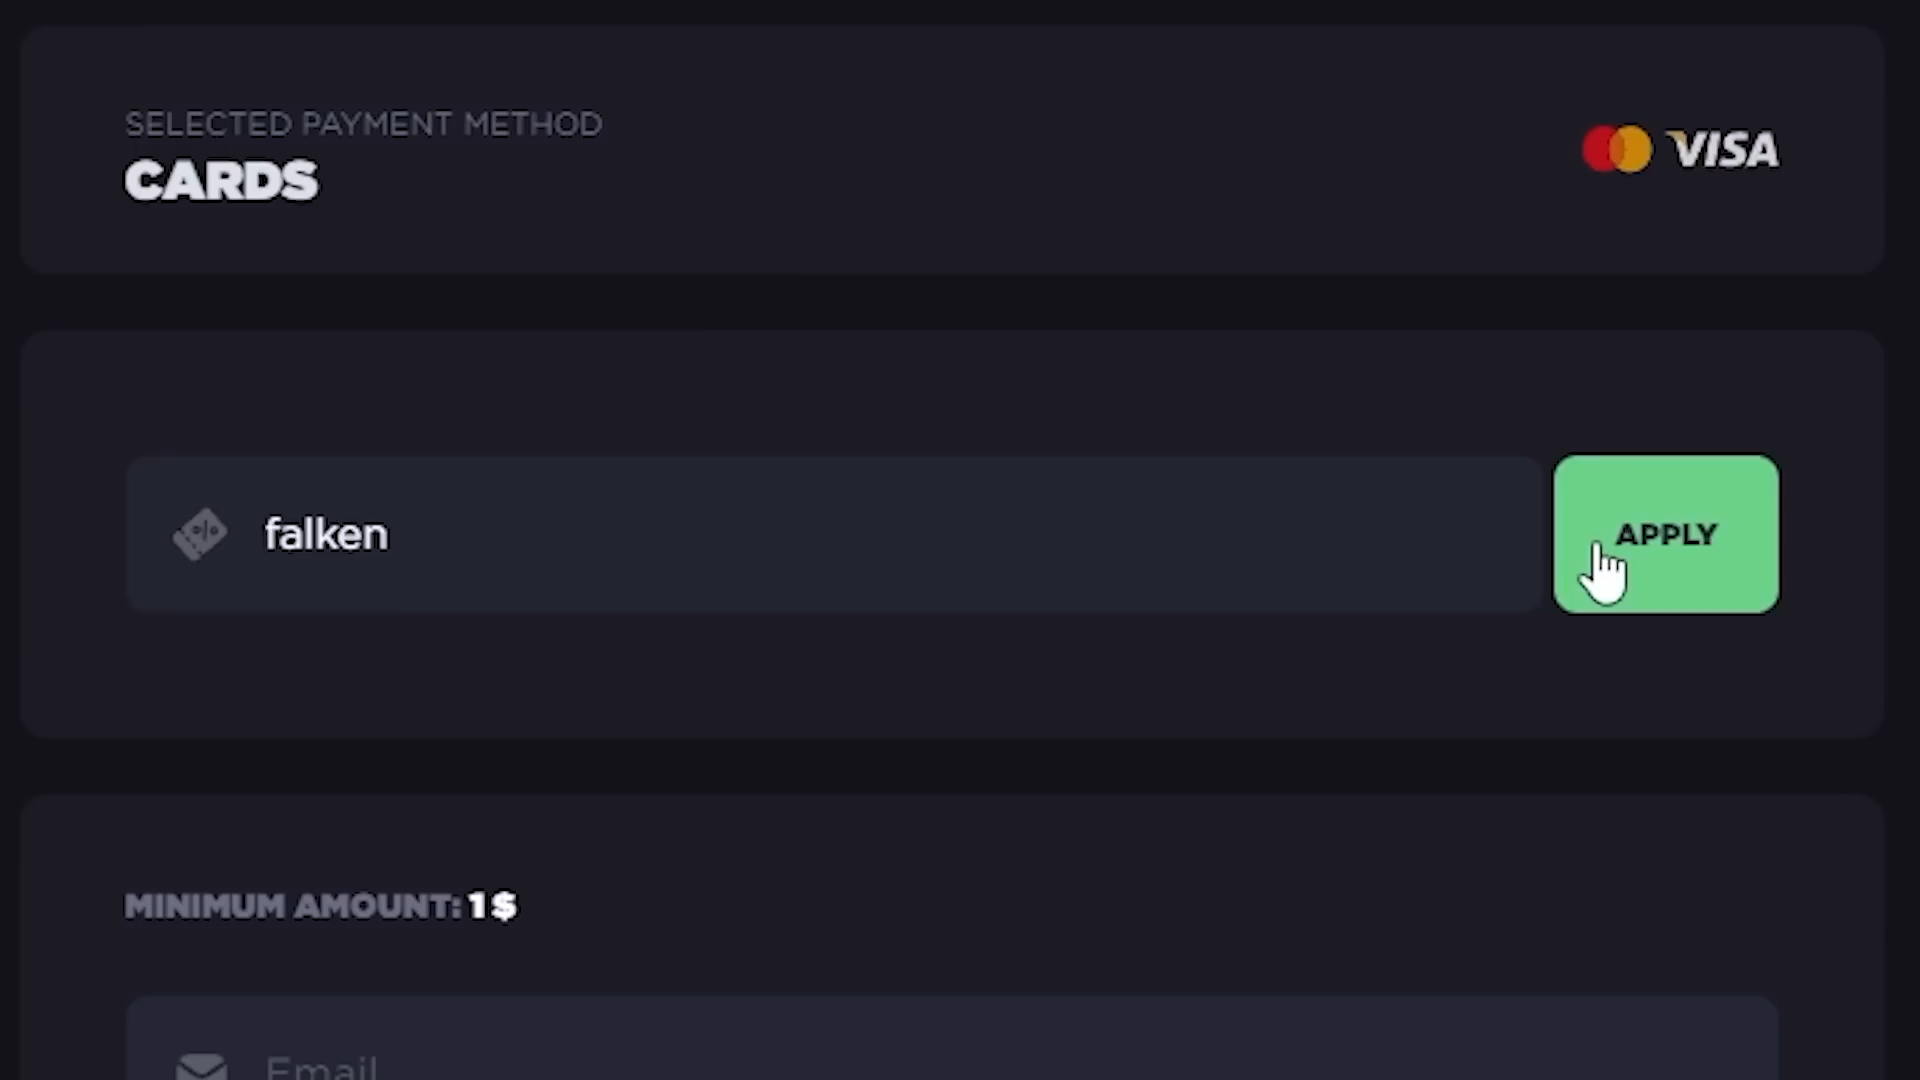 SELECTED PAYMENT METHOD
CARDS
VISA
falken
APPLY
MINIMUM AMOUNT: 1 $
Email